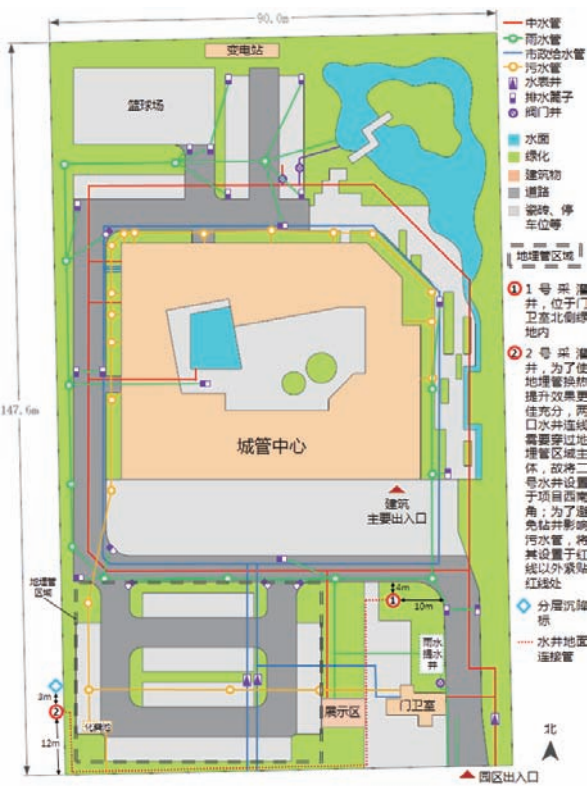 90.0m
变电站
篮球场
147.6m
城管中心
建筑
主要出入口
地埋管
区域
4m
10m
雨水
提水
井
3m
12m
化粪池
展示区
门卫室
园区出入口
北
中水管
雨水管
市政给水管
污水管
水表井
排水篦子
阀门井
水面
绿化
建筑物
道路
瓷砖、停
车位等
地埋管区域
① 1号采灌
井,位于门
卫室北侧绿
地内
② 2号采灌
井,为了使
地埋管换热
提升效果更
佳充分,两
口水井连线
需要穿过地
埋管区域主
体,故将二
号水井设置
于项目西南
角;为了避
免钻井影响
污水管,将
其设置于红
线以外紧贴
红线处
分层沉降
标
水井地面
连接管
①
②